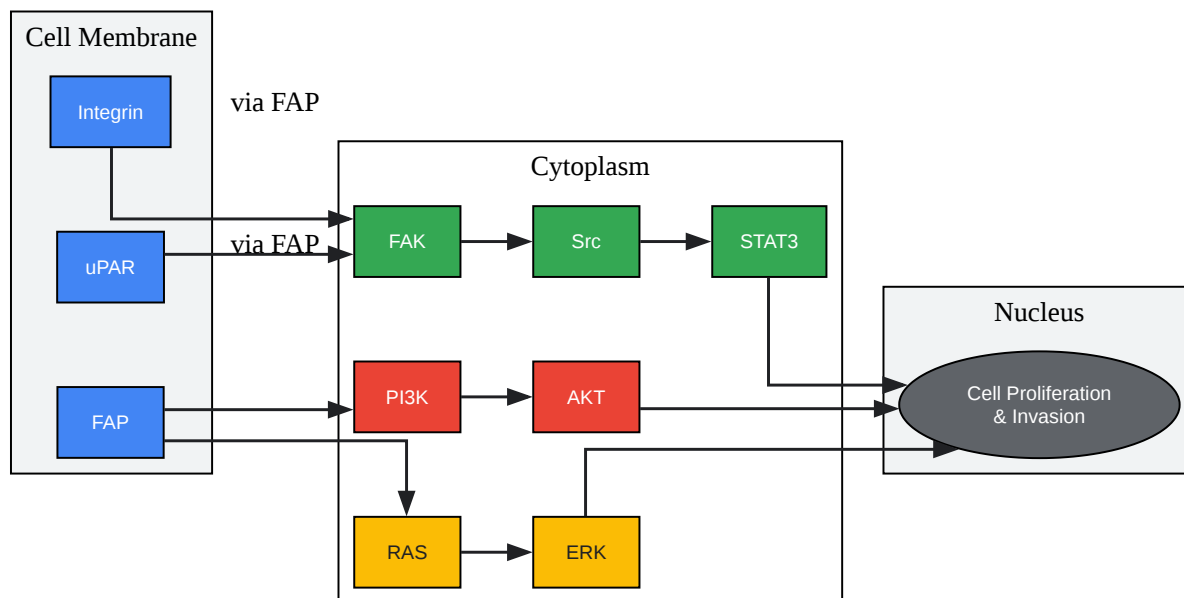 Cell Membrane
Integrin
via FAP
Cytoplasm
uPAR
via FAP
FAK
Src
STAT3
Nucleus
FAP
PI3K
AKT
Cell Proliferation
& Invasion
RAS
ERK